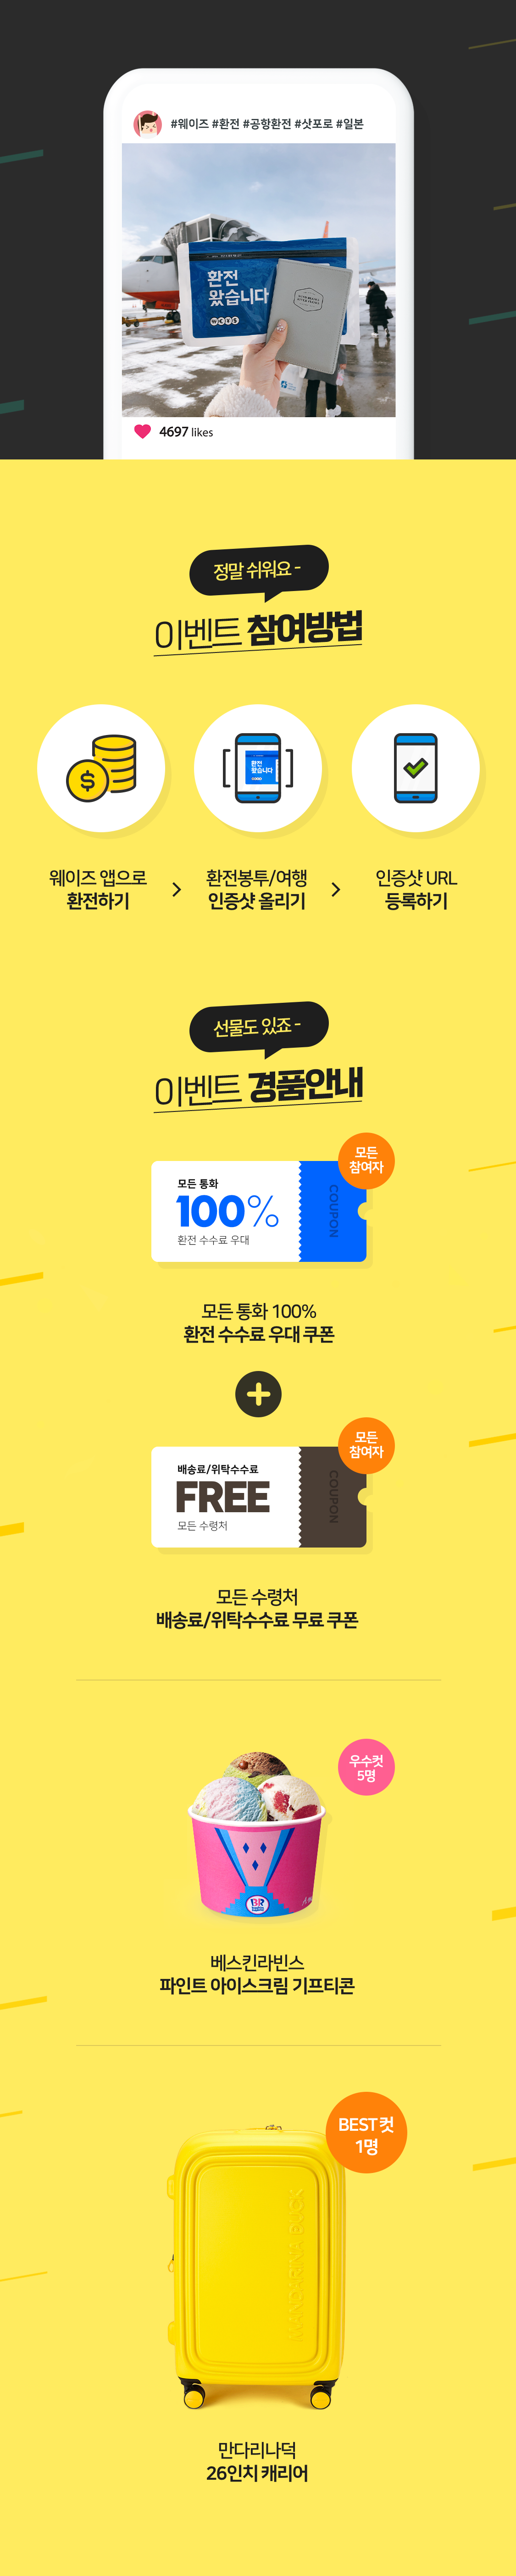 #웨이즈 #환전 #공항환전 #삿포로 #일본
환전
왔습니다
WEYS
4697 likes
정말 쉬워요 -
이벤트 참여방법
$
환전
왔습니다
웨이즈 앱으로
환전하기
>
환전봉투/여행
인증샷 올리기
>
인증샷 URL
등록하기
선물도 있죠 -
이벤트 경품안내
모든
참여자
모든 통화
100%
환전 수수료 우대
COUPON
모든 통화 100%
환전 수수료 우대 쿠폰
+
모든
참여자
배송료/위탁수수료
FREE
모든 수령처
COUPON
모든 수령처
배송료/위탁수수료 무료 쿠폰
우수컷
5명
BR
베스킨라빈스
파인트 아이스크림 기프티콘
BEST컷
1명
MANDARINA DUCK
만다리나덕
26인치 캐리어